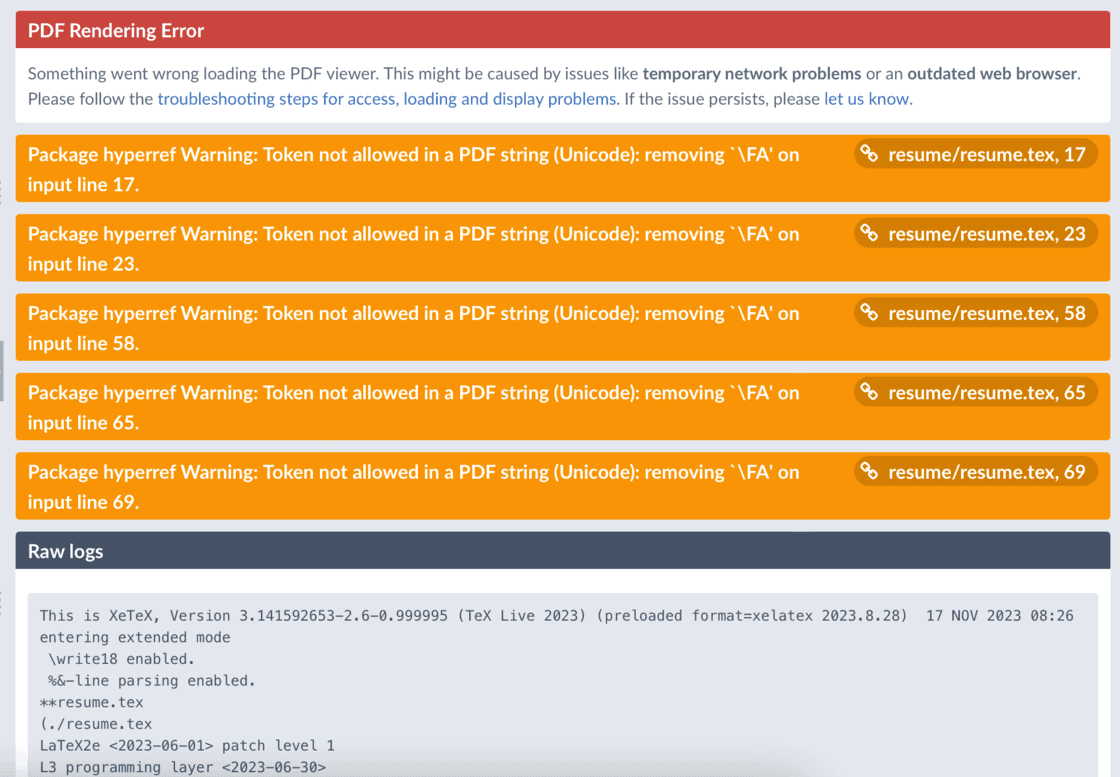 PDF Rendering Error
Something went wrong loading the PDF viewer. This might be caused by issues like temporary network problems or an outdated web browser.
Please follow the troubleshooting steps for access, loading and display problems. If the issue persists, please let us know.
Package hyperref Warning: Token not allowed in a PDF string (Unicode): removing `\FA' on
input line 17.
resume/resume.tex, 17
Package hyperref Warning: Token not allowed in a PDF string (Unicode): removing `\FA' on
input line 23.
resume/resume.tex, 23
Package hyperref Warning: Token not allowed in a PDF string (Unicode): removing `\FA' on
input line 58.
resume/resume.tex, 58
Package hyperref Warning: Token not allowed in a PDF string (Unicode): removing `\FA' on
input line 65.
resume/resume.tex, 65
Package hyperref Warning: Token not allowed in a PDF string (Unicode): removing `\FA' on
input line 69.
resume/resume.tex, 69
Raw logs
This is XeTeX, Version 3.141592653-2.6-0.999995 (TeX Live 2023) (preloaded format=xelatex 2023.8.28)  17 NOV 2023 08:26
entering extended mode
 \write18 enabled.
 %&-line parsing enabled.
**resume.tex
(./resume.tex
LaTeX2e <2023-06-01> patch level 1
L3 programming layer <2023-06-30>